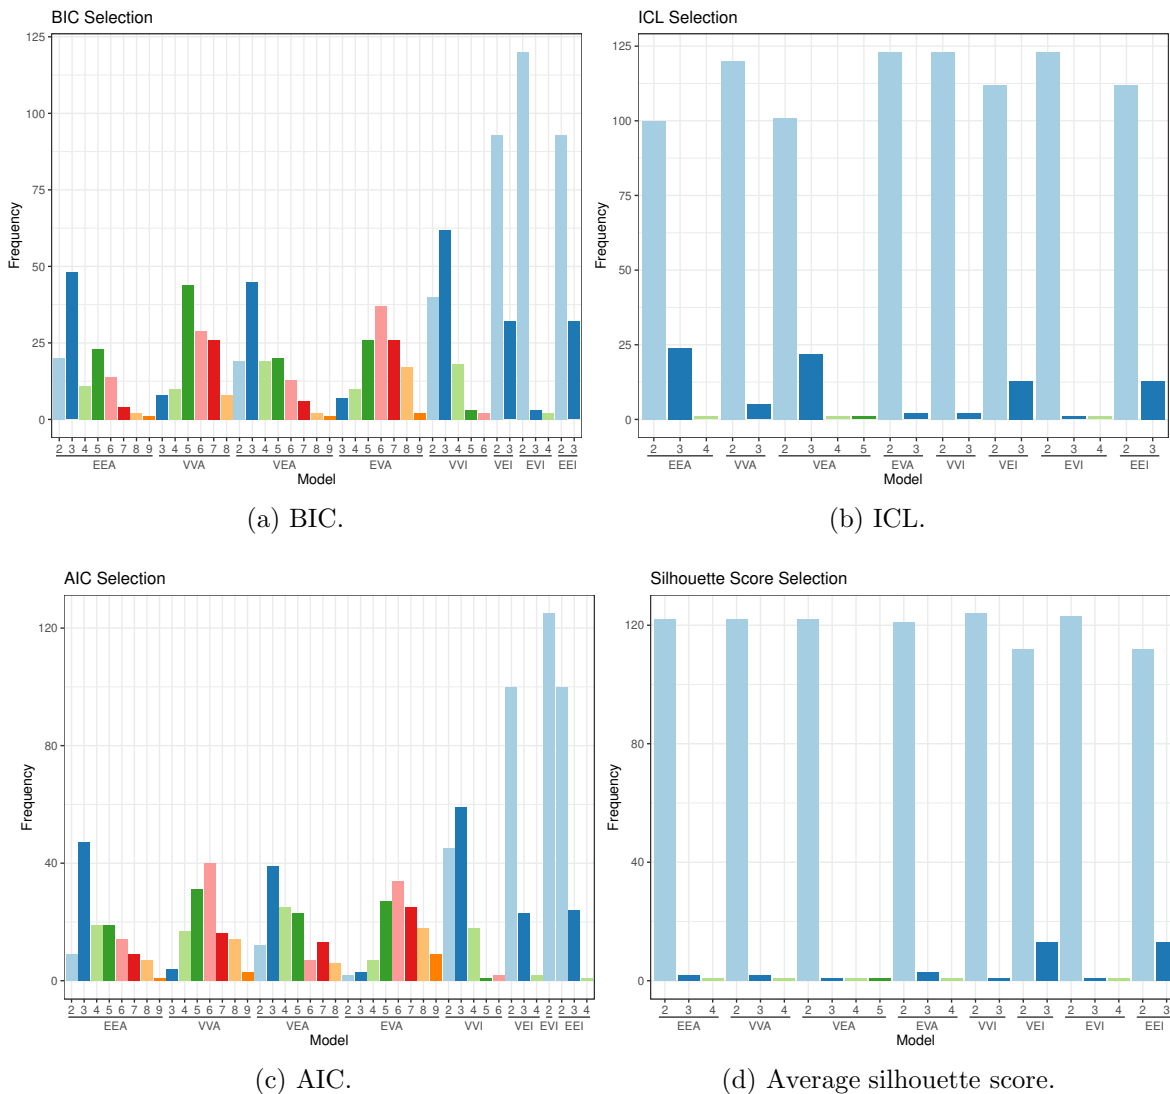 BIC Selection
125
100
75
50
25
0
Frequency
2 3 4 5 6 7 8 9 3 4 5 6 7 8 2 3 4 5 6 7 8 9 3 4 5 6 7 8 9 2 3 4 5 6 2 3 2 3 4 2 3
EEA VVA VEA EVA VVI VEI EVI EEI
Model
(a) BIC.
ICL Selection
125
100
75
50
25
0
Frequency
2 3 4 2 3 2 3 4 5 2 3 2 3 2 3 2 3 4 2 3
EEA VVA VEA EVA VVI VEI EVI EEI
Model
(b) ICL.
AIC Selection
120
80
40
0
Frequency
2 3 4 5 6 7 8 9 3 4 5 6 7 8 9 2 3 4 5 6 7 8 2 3 4 5 6 7 8 9 2 3 4 5 6 2 3 4 2 2 3 4
EEA VVA VEA EVA VVI VEI EVI EEI
Model
(c) AIC.
Silhouette Score Selection
120
80
40
0
Frequency
2 3 4 2 3 4 2 3 4 5 2 3 4 2 3 2 3 2 3 4 2 3
EEA VVA VEA EVA VVI VEI EVI EEI
Model
(d) Average silhouette score.